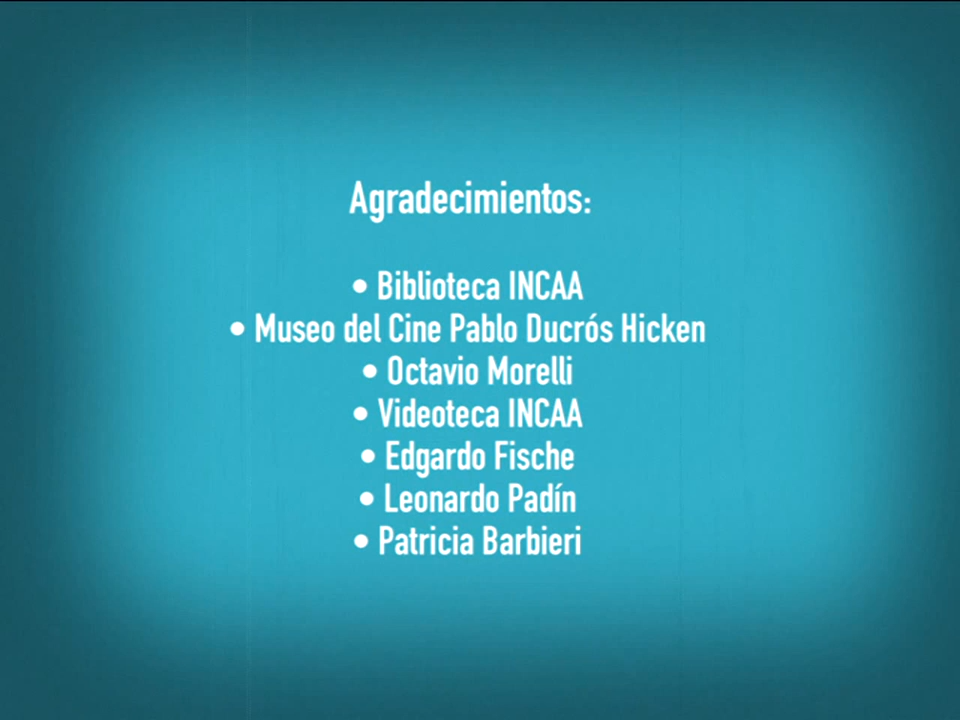 Agradecimientos:
• Biblioteca INCAA
• Museo del Cine Pablo Ducrós Hicken
• Octavio Morelli
• Videoteca INCAA
• Edgardo Fische
• Leonardo Padín
• Patricia Barbieri